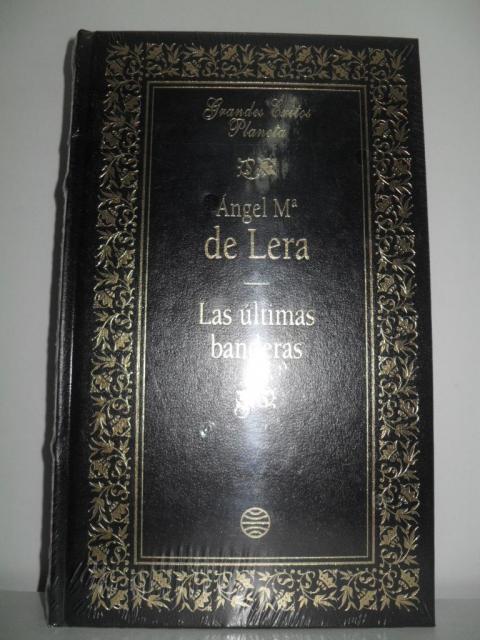 Grandes Éxitos
Planeta
Ángel Mª
de Lera
Las últimas
banderas